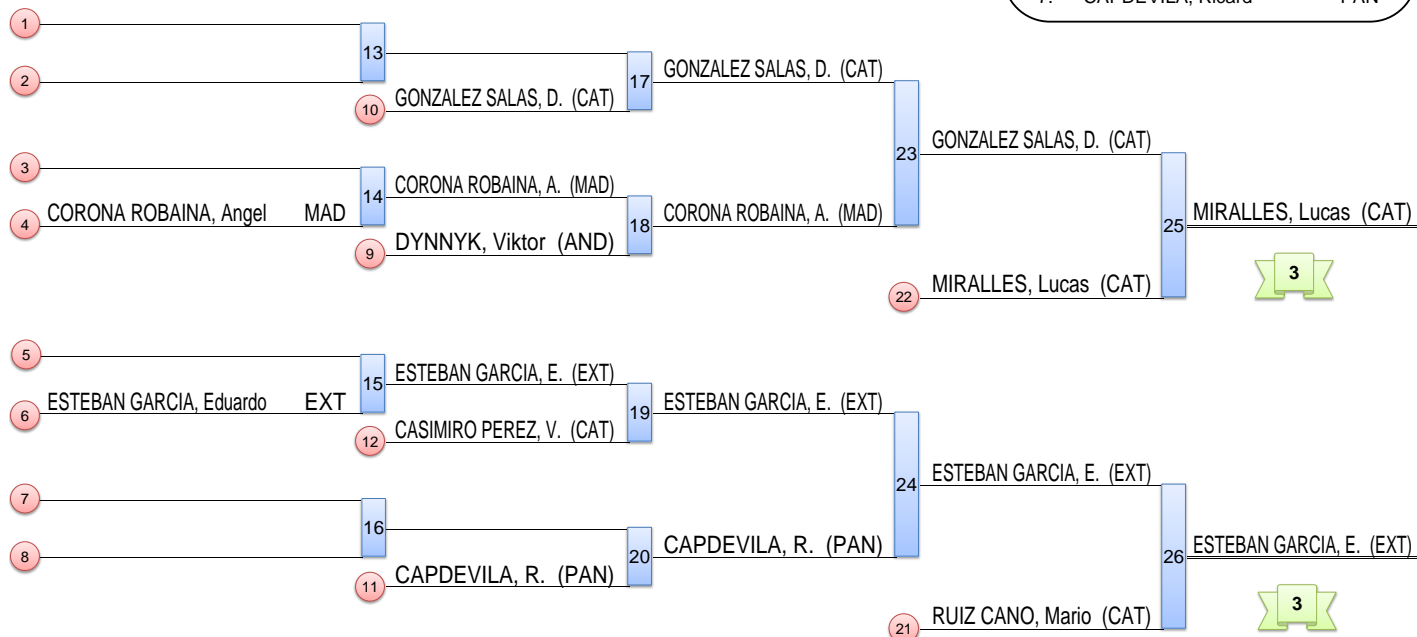 7. CAPDEVILA, Ricard PAN
1
13
2
17
GONZALEZ SALAS, D. (CAT)
10
GONZALEZ SALAS, D. (CAT)
23
GONZALEZ SALAS, D. (CAT)
3
14
CORONA ROBAINA, A. (MAD)
4
CORONA ROBAINA, Angel MAD
18
CORONA ROBAINA, A. (MAD)
25
MIRALLES, Lucas (CAT)
9
DYNNYK, Viktor (AND)
3
22
MIRALLES, Lucas (CAT)
5
15
ESTEBAN GARCIA, E. (EXT)
6
ESTEBAN GARCIA, Eduardo EXT
19
ESTEBAN GARCIA, E. (EXT)
12
CASIMIRO PEREZ, V. (CAT)
24
ESTEBAN GARCIA, E. (EXT)
7
16
8
20
CAPDEVILA, R. (PAN)
26
ESTEBAN GARCIA, E. (EXT)
11
CAPDEVILA, R. (PAN)
3
21
RUIZ CANO, Mario (CAT)